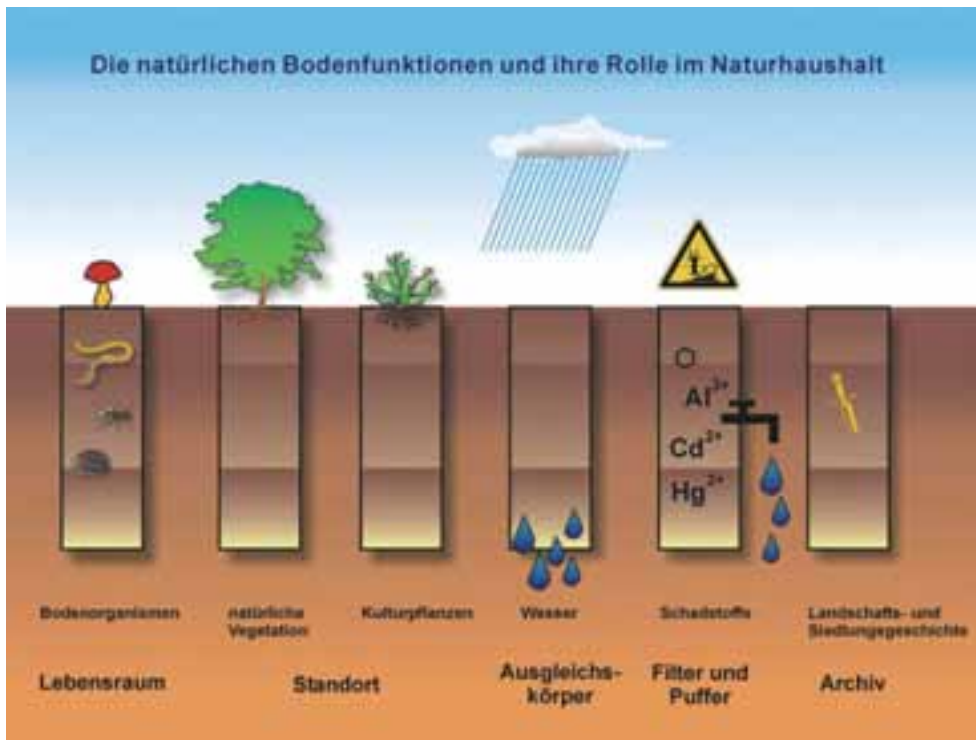 Die natürlichen Bodenfunktionen und ihre Rolle im Naturhaushalt
O
Al3+
Cd2+
Hg2+
Bodenorganismen
natürliche
Vegetation
Kulturpflanzen
Wasser
Schadstoffe
Landschafts- und
Siedlungsgeschichte
Lebensraum
Standort
Ausgleichs-
körper
Filter und
Puffer
Archiv